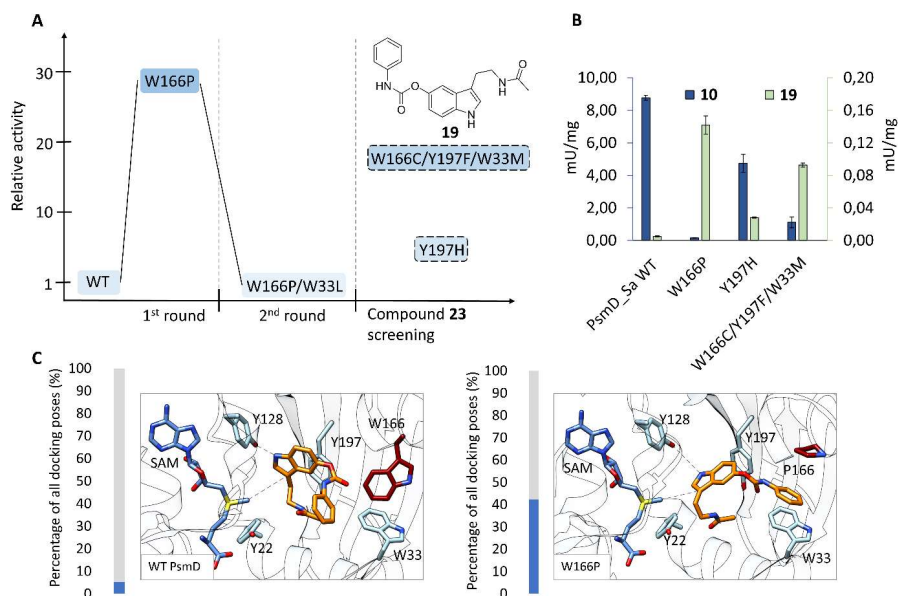 A
Relative activity
30
20
10
1
W166P
WT
W166P/W33L
O
HN
O
O
HN
O
N
H
19
W166C/Y197F/W33M
Y197H
1st round
2nd round
Compound 23
screening
B
mU/mg
10,00
8,00
6,00
4,00
2,00
0,00
10
19
0,20
0,16
0,12
0,08
0,04
0,00
mU/mg
PsmD_Sa WT
W166P
Y197H
W166C/Y197F/W33M
C
Percentage of all docking poses (%)
100
90
80
70
60
50
40
30
20
10
0
Y128
W166
Y197
SAM
Y22
W33
WT PsmD
Percentage of all docking poses (%)
100
90
80
70
60
50
40
30
20
10
0
Y128
Y197
SAM
P166
Y22
W33
W166P